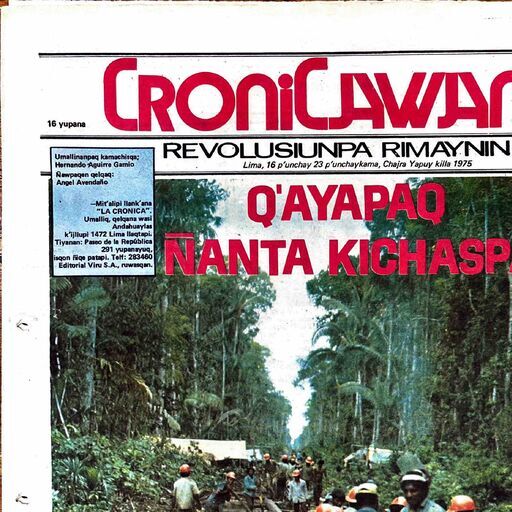 16 yupana
CRONICAWAN
REVOLUSIUNPA RIMAYNIN
Lima, 16 p'unchay 23 p'unchaykama, Chajra Yapuy killa 1975
Umallinanpaq kamachisqa;
Hernando Aguirre Gamio
Ñawpaqen qelqaq:
Angel Avendaño
—Mit'alipi llank'ana
"LA CRONICA".
Umalliq, qelqana wasi
Andahuaylas
k'ijllupi 1472 Lima llaqtapi.
Tiyanan: Paseo de la República
291 yupanayuq,
isqon ñiqe patapi. Telf: 283460
Editorial Viru S.A., ruwasqan.
Q'AYAPAQ
ÑANTA KICHASPA